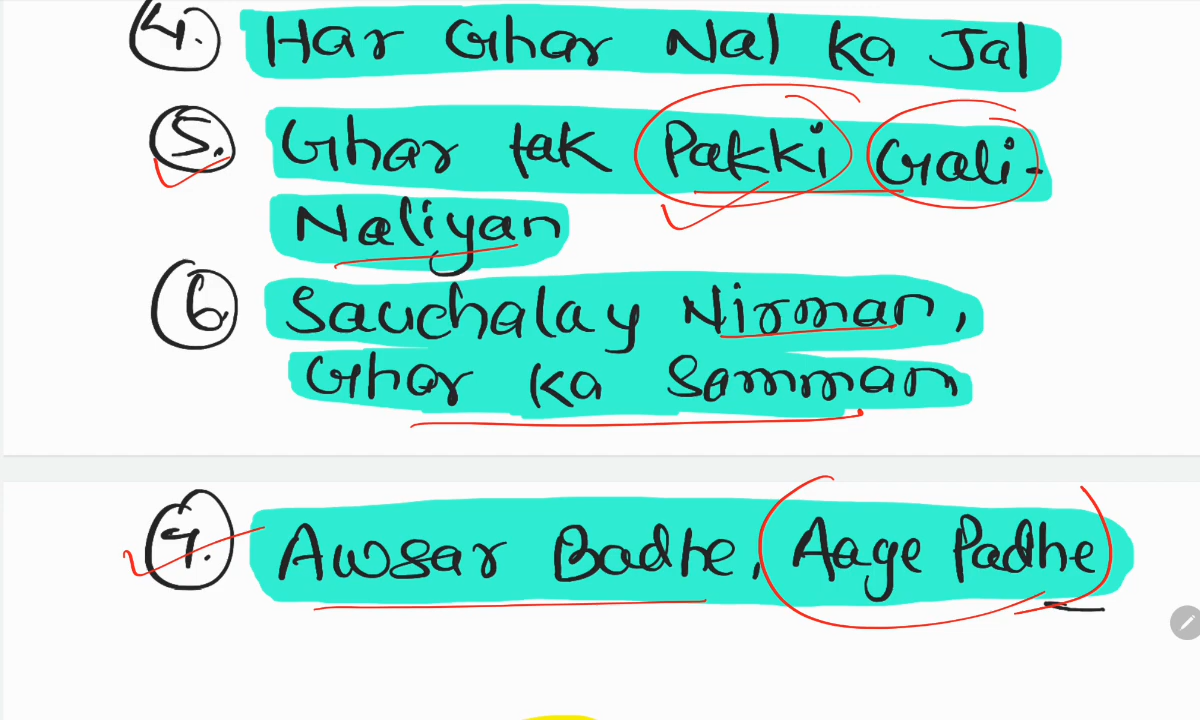 4. Har Ghar Nal ka Jal
5. Ghar tak Pakki Gali-
Naliyan
6 Sauchalay Nirman,
Ghar ka Samman
7. Awsar Badhe, Aage Padhe